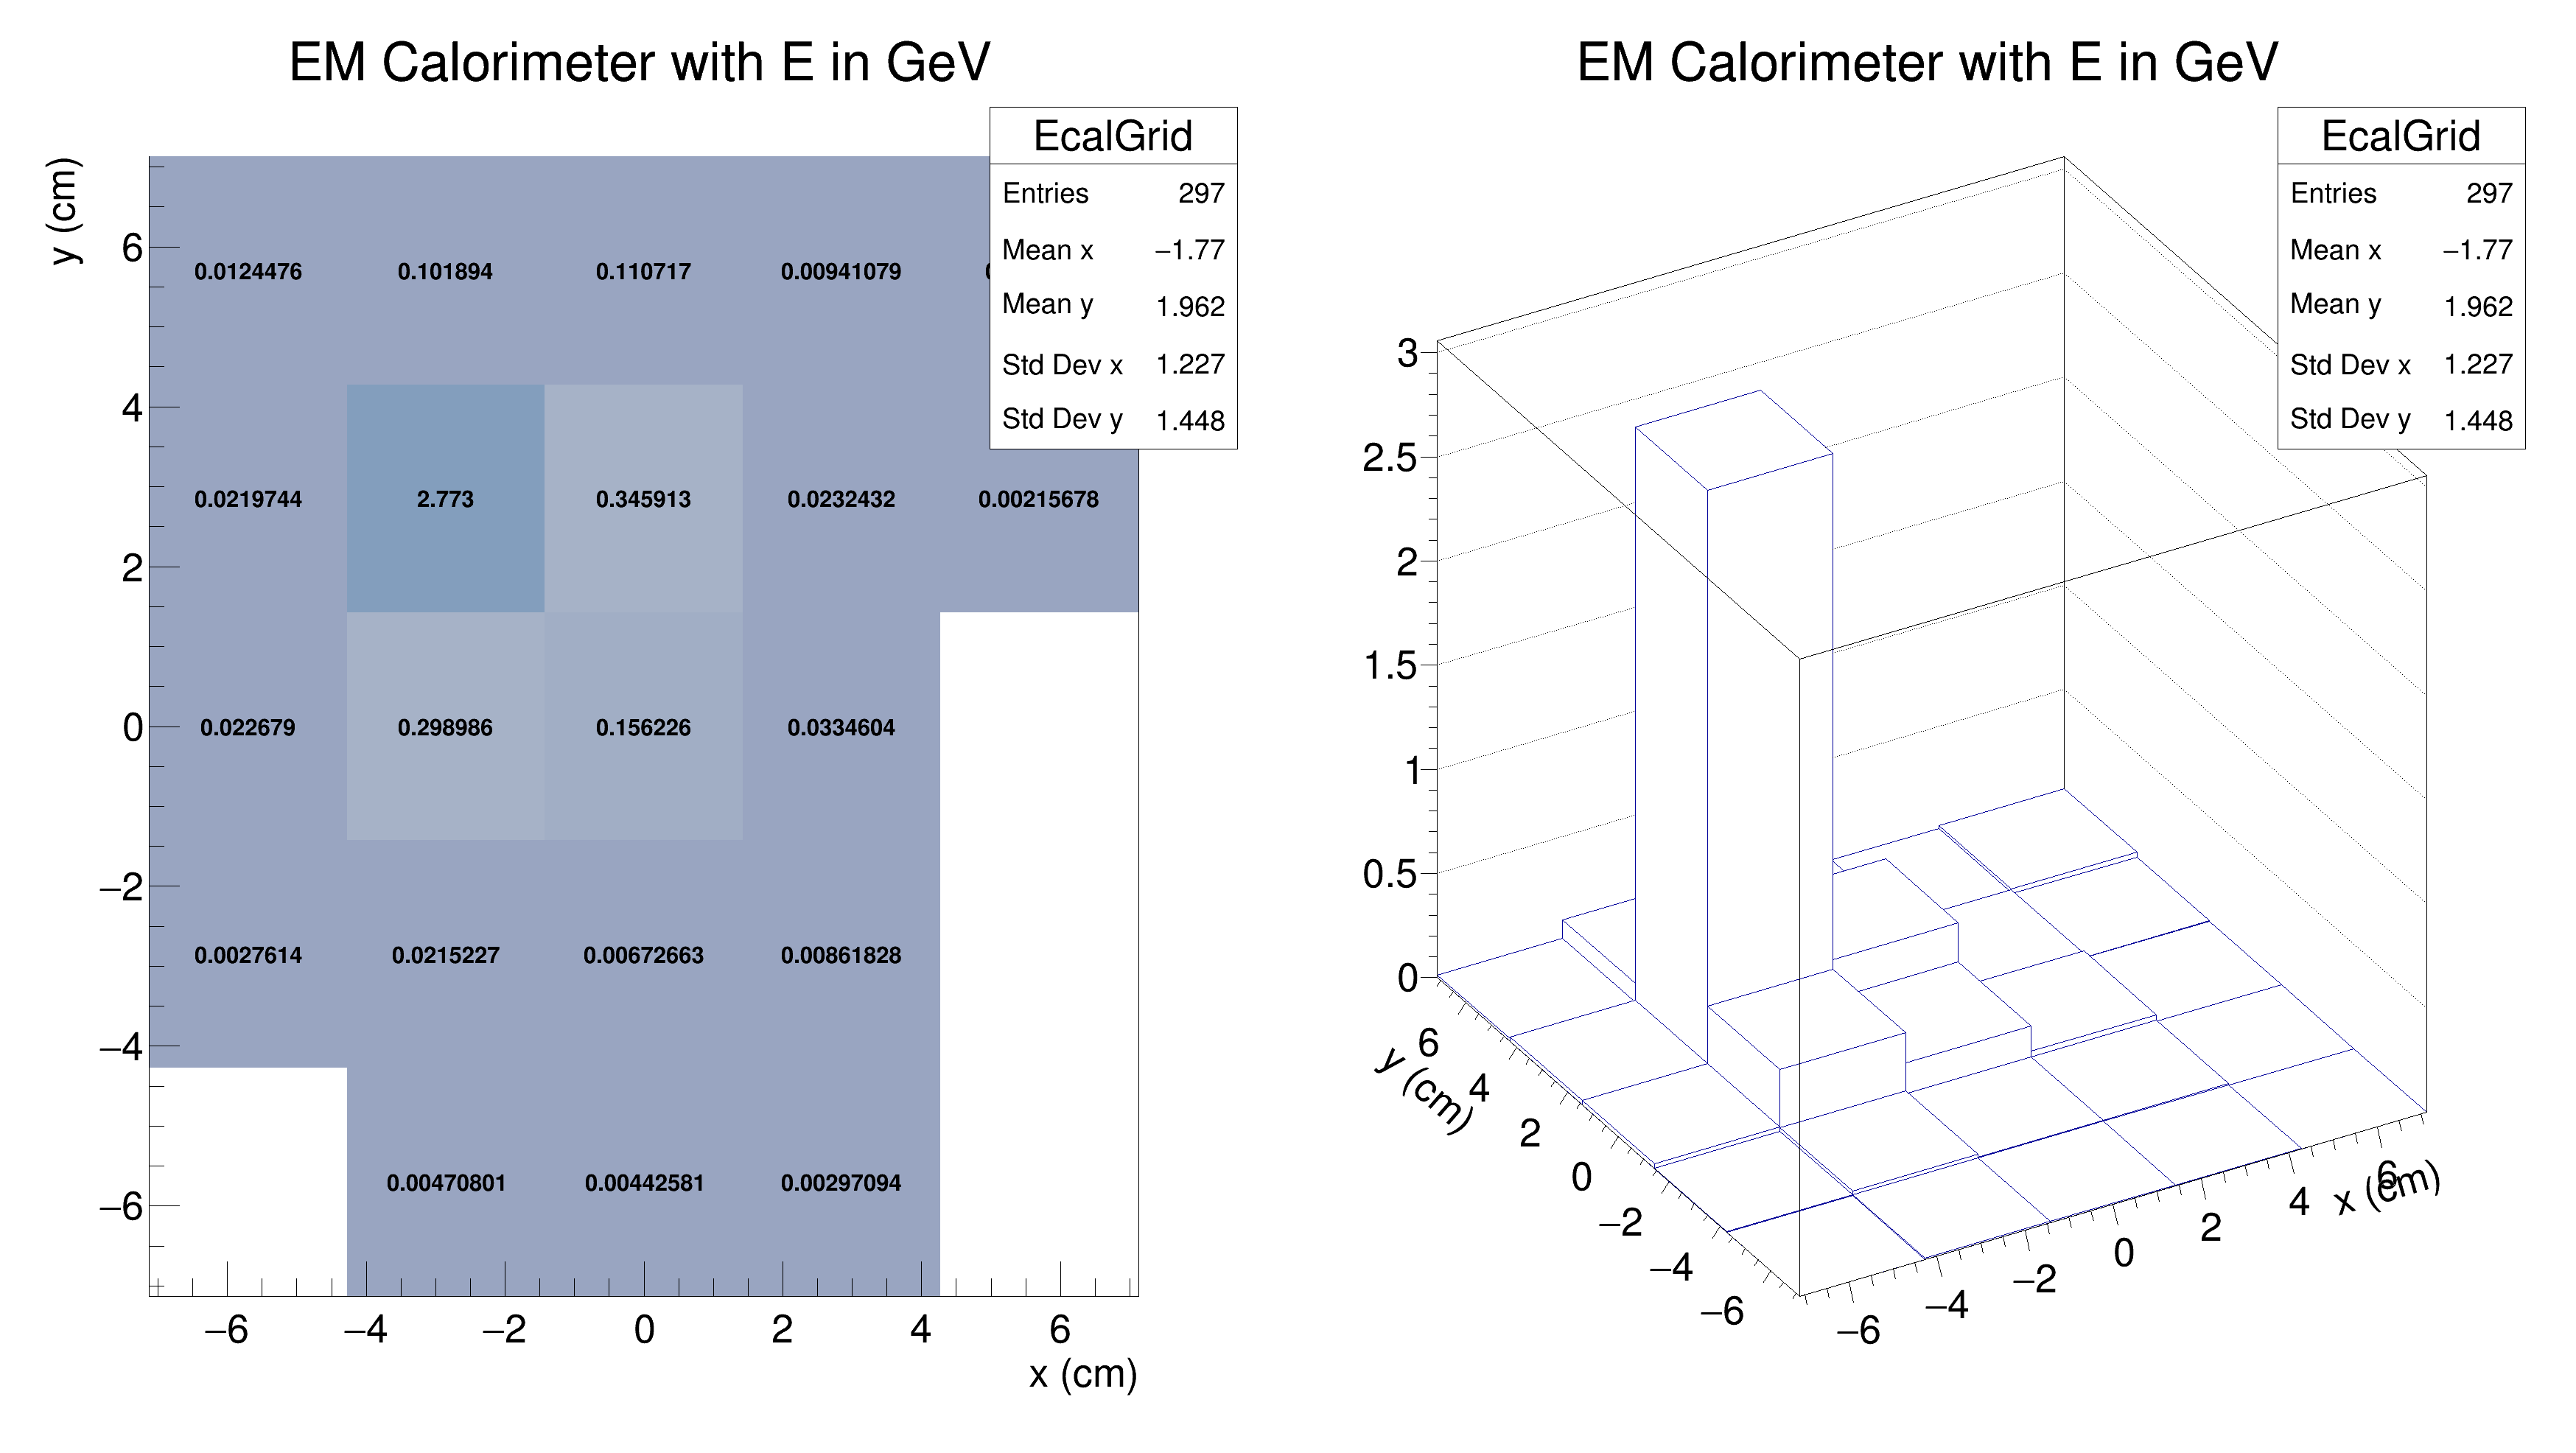 EM Calorimeter with E in GeV
EcalGrid
Entries 297
Mean x −1.77
Mean y 1.962
Std Dev x 1.227
Std Dev y 1.448
y (cm)
6
4
2
0
−2
−4
−6
0.0124476 0.101894 0.110717 0.00941079
0.0219744 2.773 0.345913 0.0232432 0.00215678
0.022679 0.298986 0.156226 0.0334604
0.0027614 0.0215227 0.00672663 0.00861828
0.00470801 0.00442581 0.00297094
−6 −4 −2 0 2 4 6
x (cm)
EM Calorimeter with E in GeV
EcalGrid
Entries 297
Mean x −1.77
Mean y 1.962
Std Dev x 1.227
Std Dev y 1.448
3
2.5
2
1.5
1
0.5
0
6
4
2
0
−2
−4
−6
y (cm)
−6
−4
−2
0
2
4
6
x (cm)